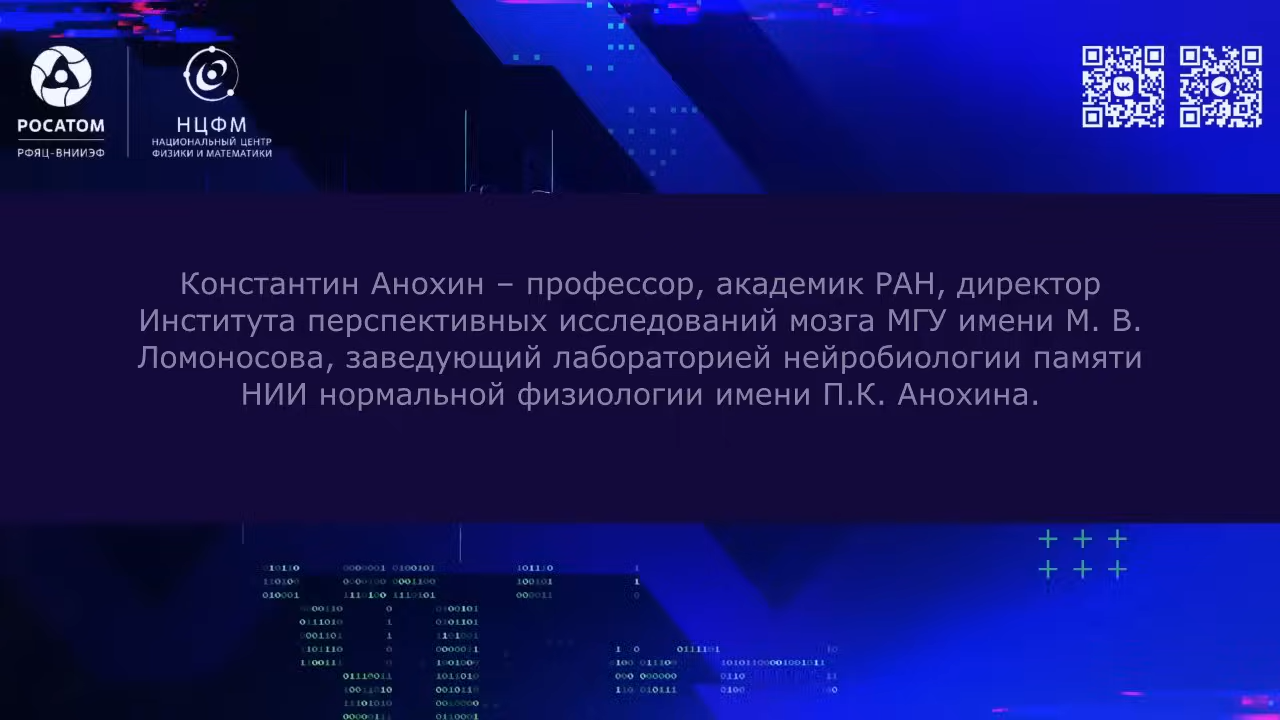 РОСАТОМ
РФЯЦ-ВНИИЭФ
НЦФМ
НАЦИОНАЛЬНЫЙ ЦЕНТР
ФИЗИКИ И МАТЕМАТИКИ
Константин Анохин – профессор, академик РАН, директор
Института перспективных исследований мозга МГУ имени М. В.
Ломоносова, заведующий лабораторией нейробиологии памяти
НИИ нормальной физиологии имени П.К. Анохина.